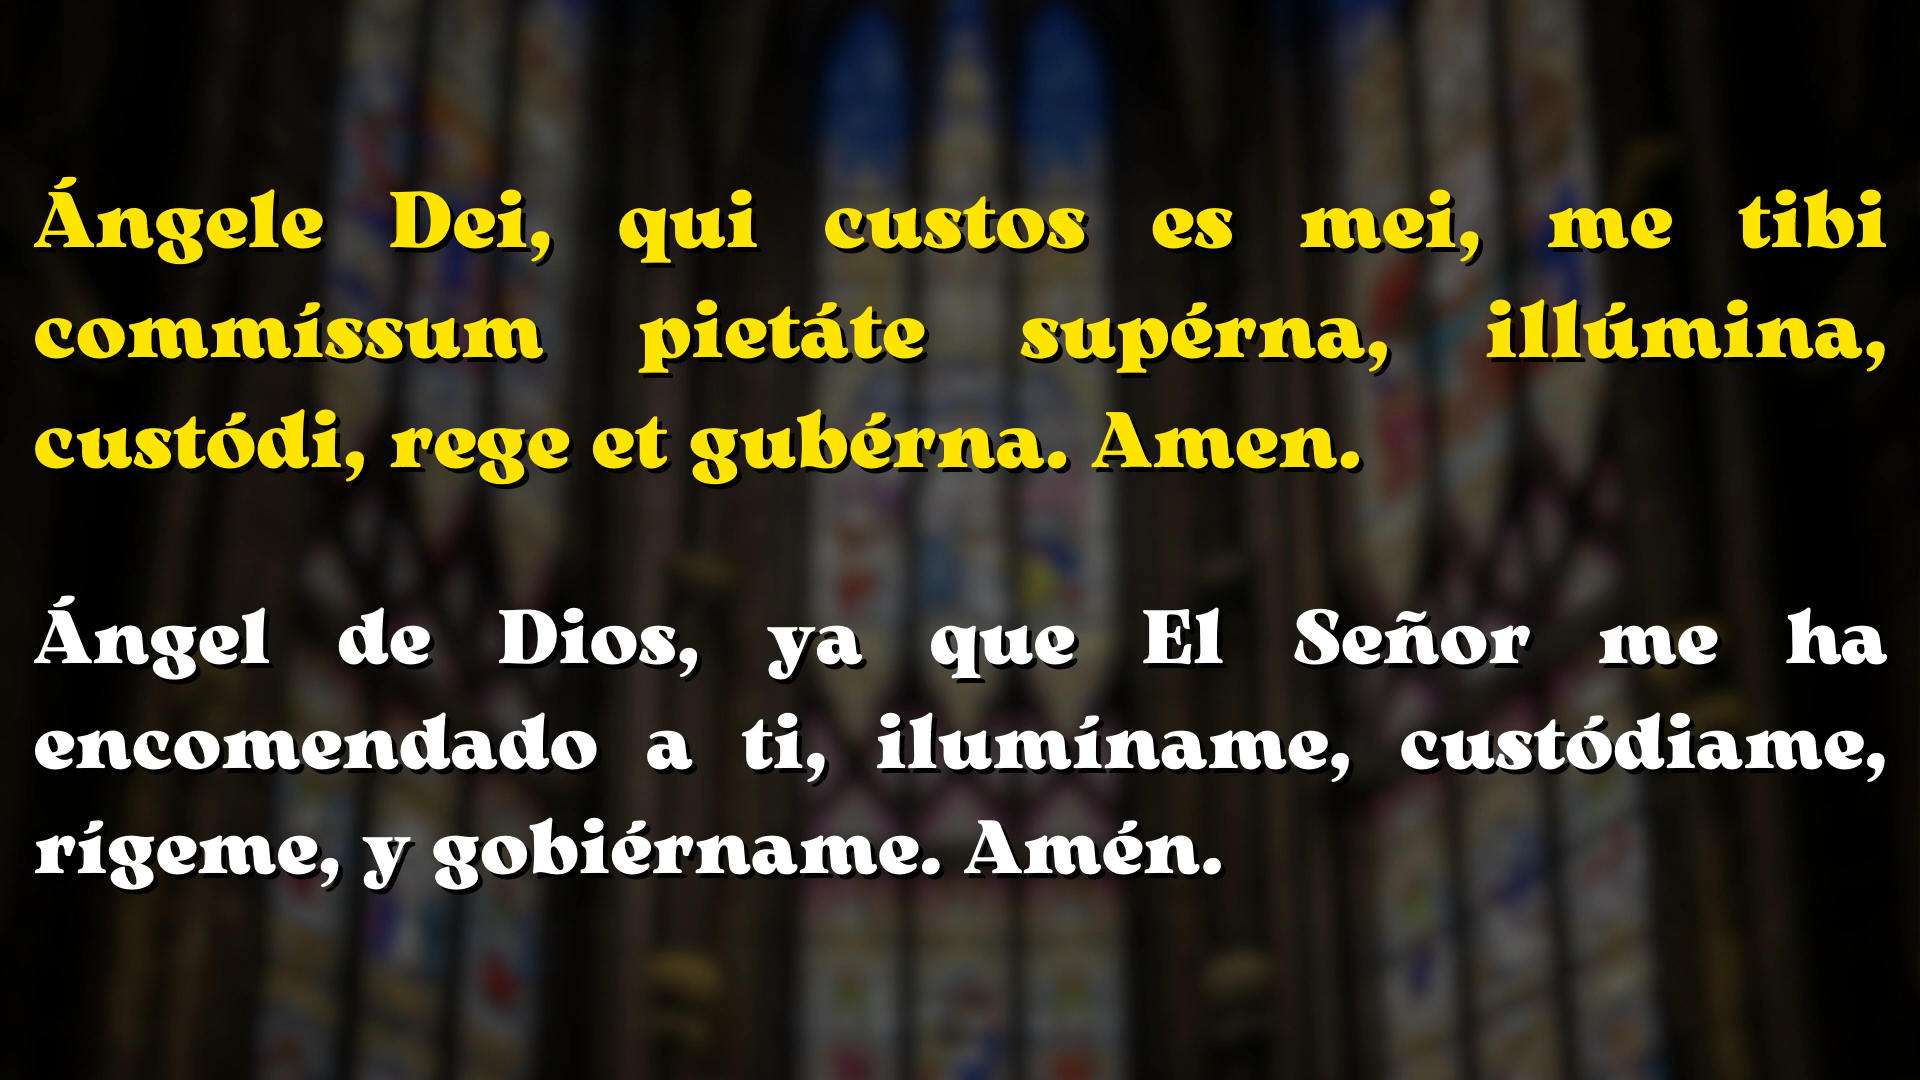 Ángele Dei, qui custos es mei, me tibi
commíssum pietáte supérna, illúmina,
custódi, rege et gubérna. Amen.
Ángel de Dios, ya que El Señor me ha
encomendado a ti, ilumíname, custódiame,
rígeme, y gobiérname. Amén.